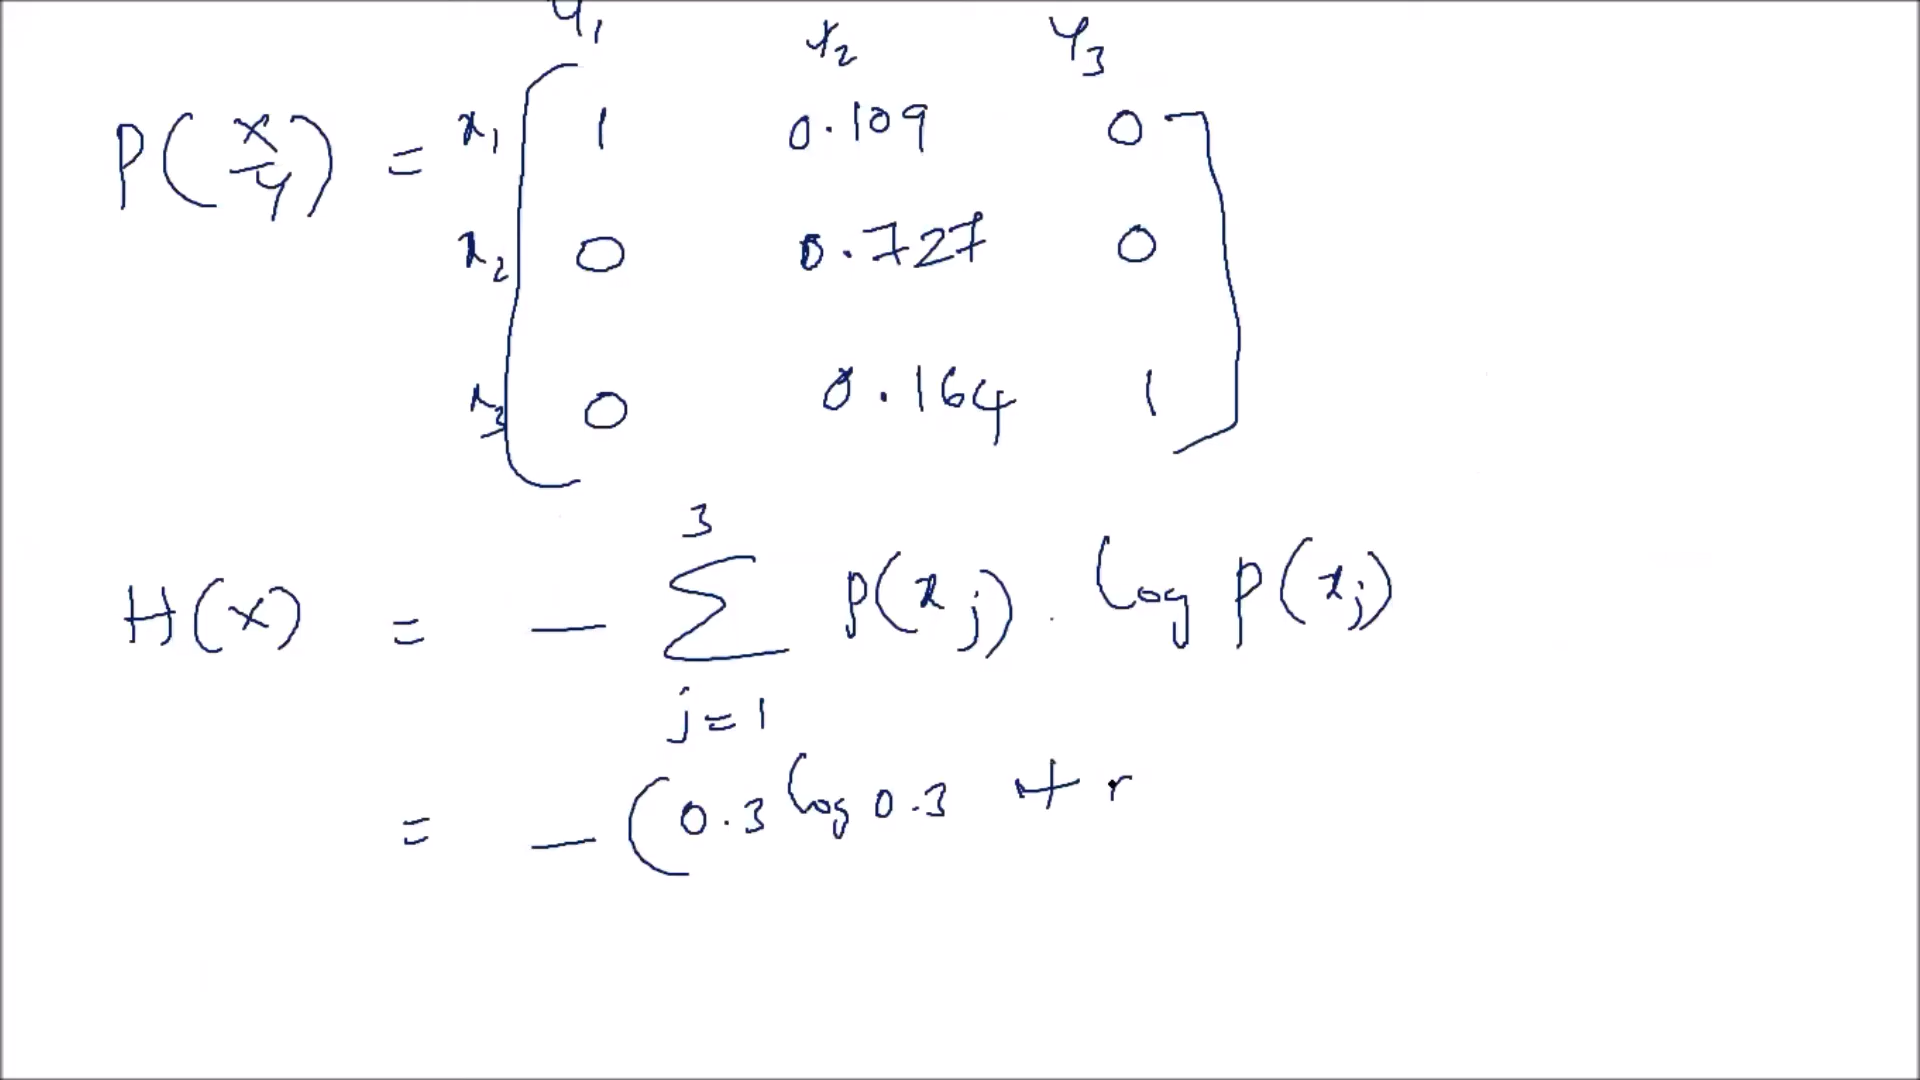 y₁ y₂ y₃
P(x/y) = x₁ [ 1 0.109 0 ]
x₂ 0 0.727 0
x₃ 0 0.164 1
H(x) = - ∑_{j=1}^{3} p(xⱼ) . log p(xⱼ)
= - (0.3 log 0.3 +